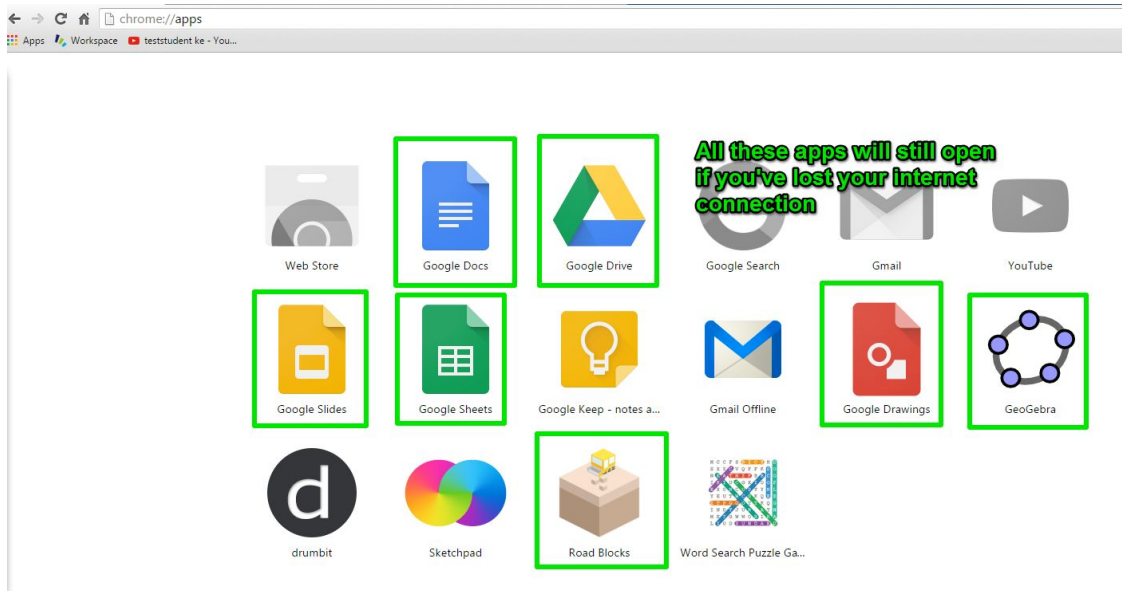 chrome://apps
Apps Workspace teststudent ke - You...
All these apps will still open
if you've lost your internet
connection
Web Store Google Docs Google Drive Google Search Gmail YouTube
Google Slides Google Sheets Google Keep - notes a... Gmail Offline Google Drawings GeoGebra
d
drumbit Sketchpad Road Blocks Word Search Puzzle Ga...